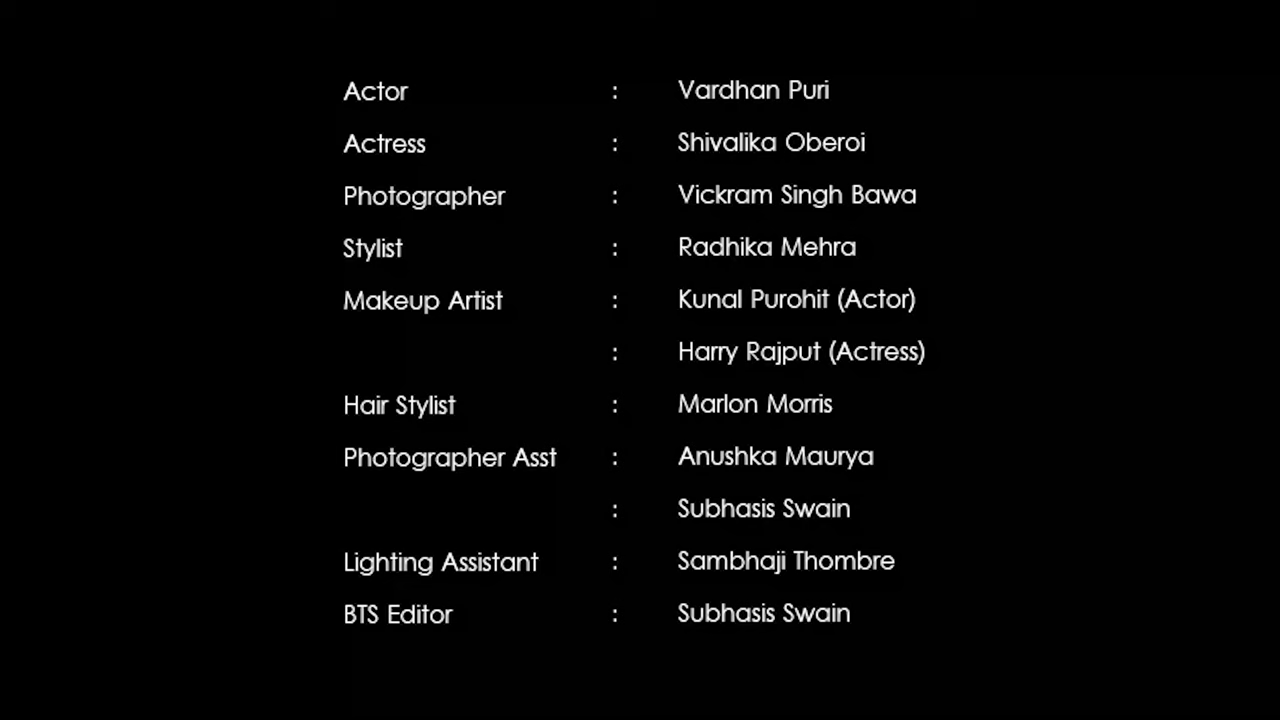 Actor : Vardhan Puri
Actress : Shivalika Oberoi
Photographer : Vickram Singh Bawa
Stylist : Radhika Mehra
Makeup Artist : Kunal Purohit (Actor)
: Harry Rajput (Actress)
Hair Stylist : Marlon Morris
Photographer Asst : Anushka Maurya
: Subhasis Swain
Lighting Assistant : Sambhaji Thombre
BTS Editor : Subhasis Swain